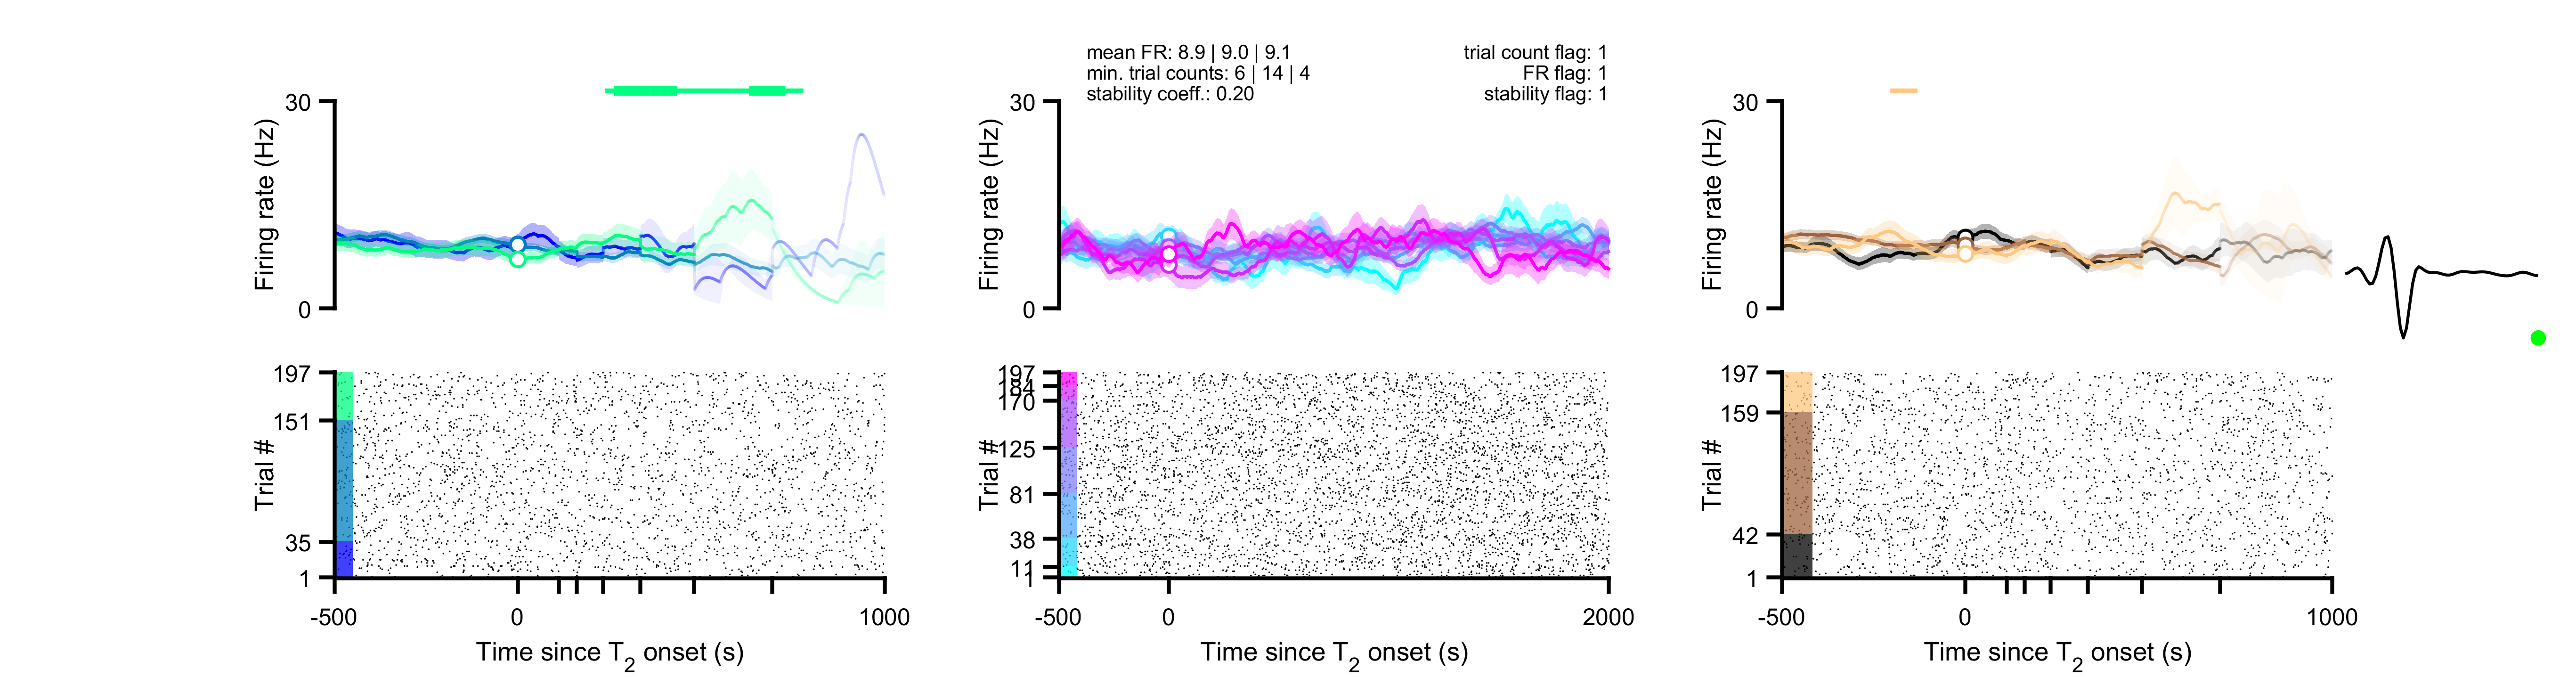 mean FR: 8.9 | 9.0 | 9.1
min. trial counts: 6 | 14 | 4
stability coeff.: 0.20
trial count flag: 1
FR flag: 1
stability flag: 1
30
0
Firing rate (Hz)
30
0
Firing rate (Hz)
30
0
Firing rate (Hz)
197
151
35
1
Trial #
-500
0
1000
Time since T2 onset (s)
197
184
170
125
81
38
11
1
Trial #
-500
0
2000
Time since T2 onset (s)
197
159
42
1
Trial #
-500
0
1000
Time since T2 onset (s)